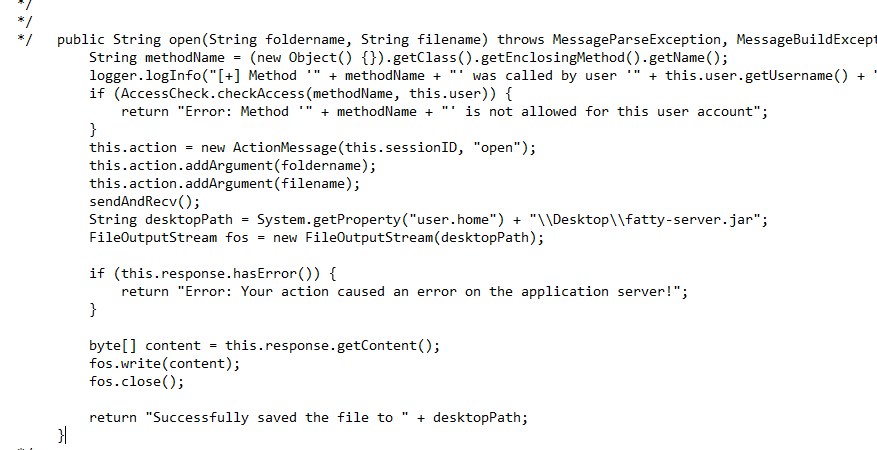 */
*/
*/   public String open(String foldername, String filename) throws MessageParseException, MessageBuildExcept
         String methodName = (new Object() {}).getClass().getEnclosingMethod().getName();
         logger.logInfo("[+] Method '" + methodName + "' was called by user '" + this.user.getUsername() + '
         if (AccessCheck.checkAccess(methodName, this.user)) {
             return "Error: Method '" + methodName + "' is not allowed for this user account";
         }
         this.action = new ActionMessage(this.sessionID, "open");
         this.action.addArgument(foldername);
         this.action.addArgument(filename);
         sendAndRecv();
         String desktopPath = System.getProperty("user.home") + "\\Desktop\\fatty-server.jar";
         FileOutputStream fos = new FileOutputStream(desktopPath);

         if (this.response.hasError()) {
             return "Error: Your action caused an error on the application server!";
         }

         byte[] content = this.response.getContent();
         fos.write(content);
         fos.close();

         return "Successfully saved the file to " + desktopPath;
     }